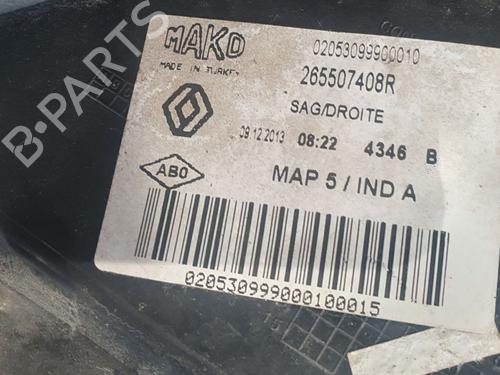 MAKO
MADE IN TURKEY
02053099900010
265507408R
SAG/DROITE
09.12.2013 08:22 4346 B
ABO
MAP 5 / IND A
020530999000100015
B-PARTS